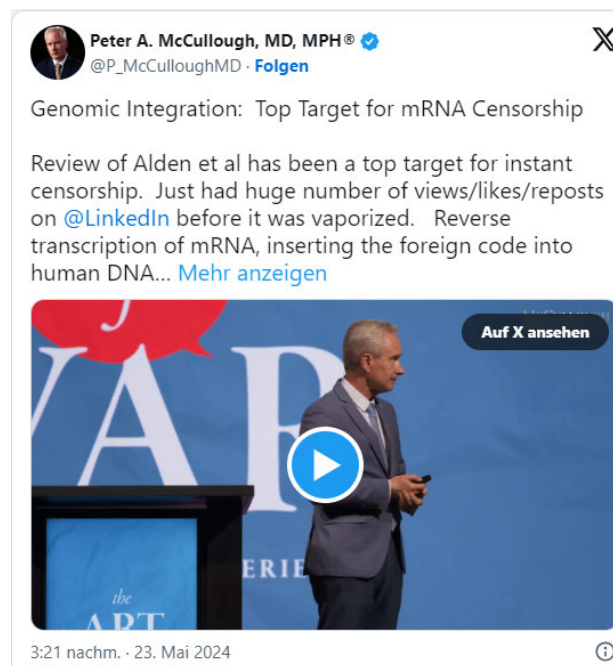 Peter A. McCullough, MD, MPH®
@P_McCulloughMD · Folgen
Genomic Integration: Top Target for mRNA Censorship
Review of Alden et al has been a top target for instant
censorship. Just had huge number of views/likes/reposts
on @LinkedIn before it was vaporized. Reverse
transcription of mRNA, inserting the foreign code into
human DNA... Mehr anzeigen
Auf X ansehen
the
ART
3:21 nachm. · 23. Mai 2024